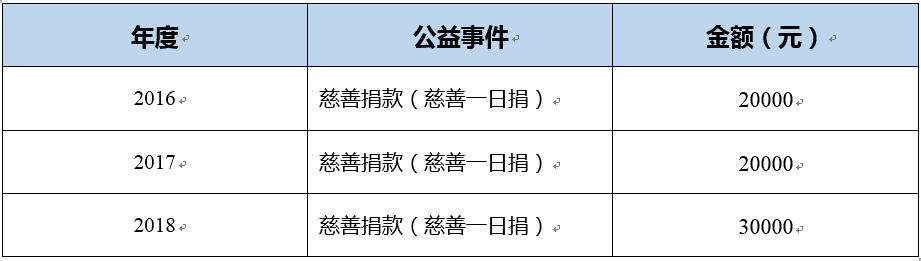 年度 公益事件 金额（元）
2016 慈善捐款（慈善一日捐） 20000
2017 慈善捐款（慈善一日捐） 20000
2018 慈善捐款（慈善一日捐） 30000